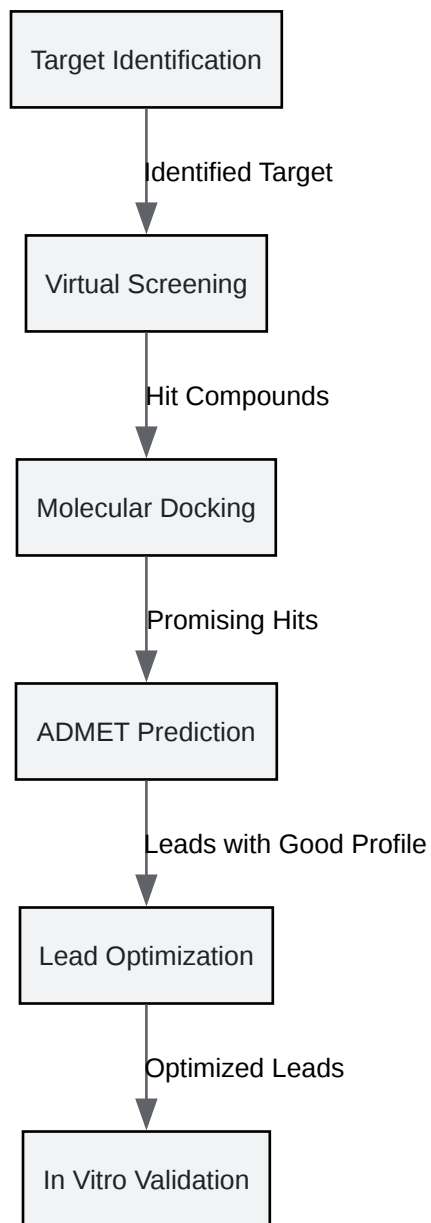 Target Identification
Identified Target
Virtual Screening
Hit Compounds
Molecular Docking
Promising Hits
ADMET Prediction
Leads with Good Profile
Lead Optimization
Optimized Leads
In Vitro Validation